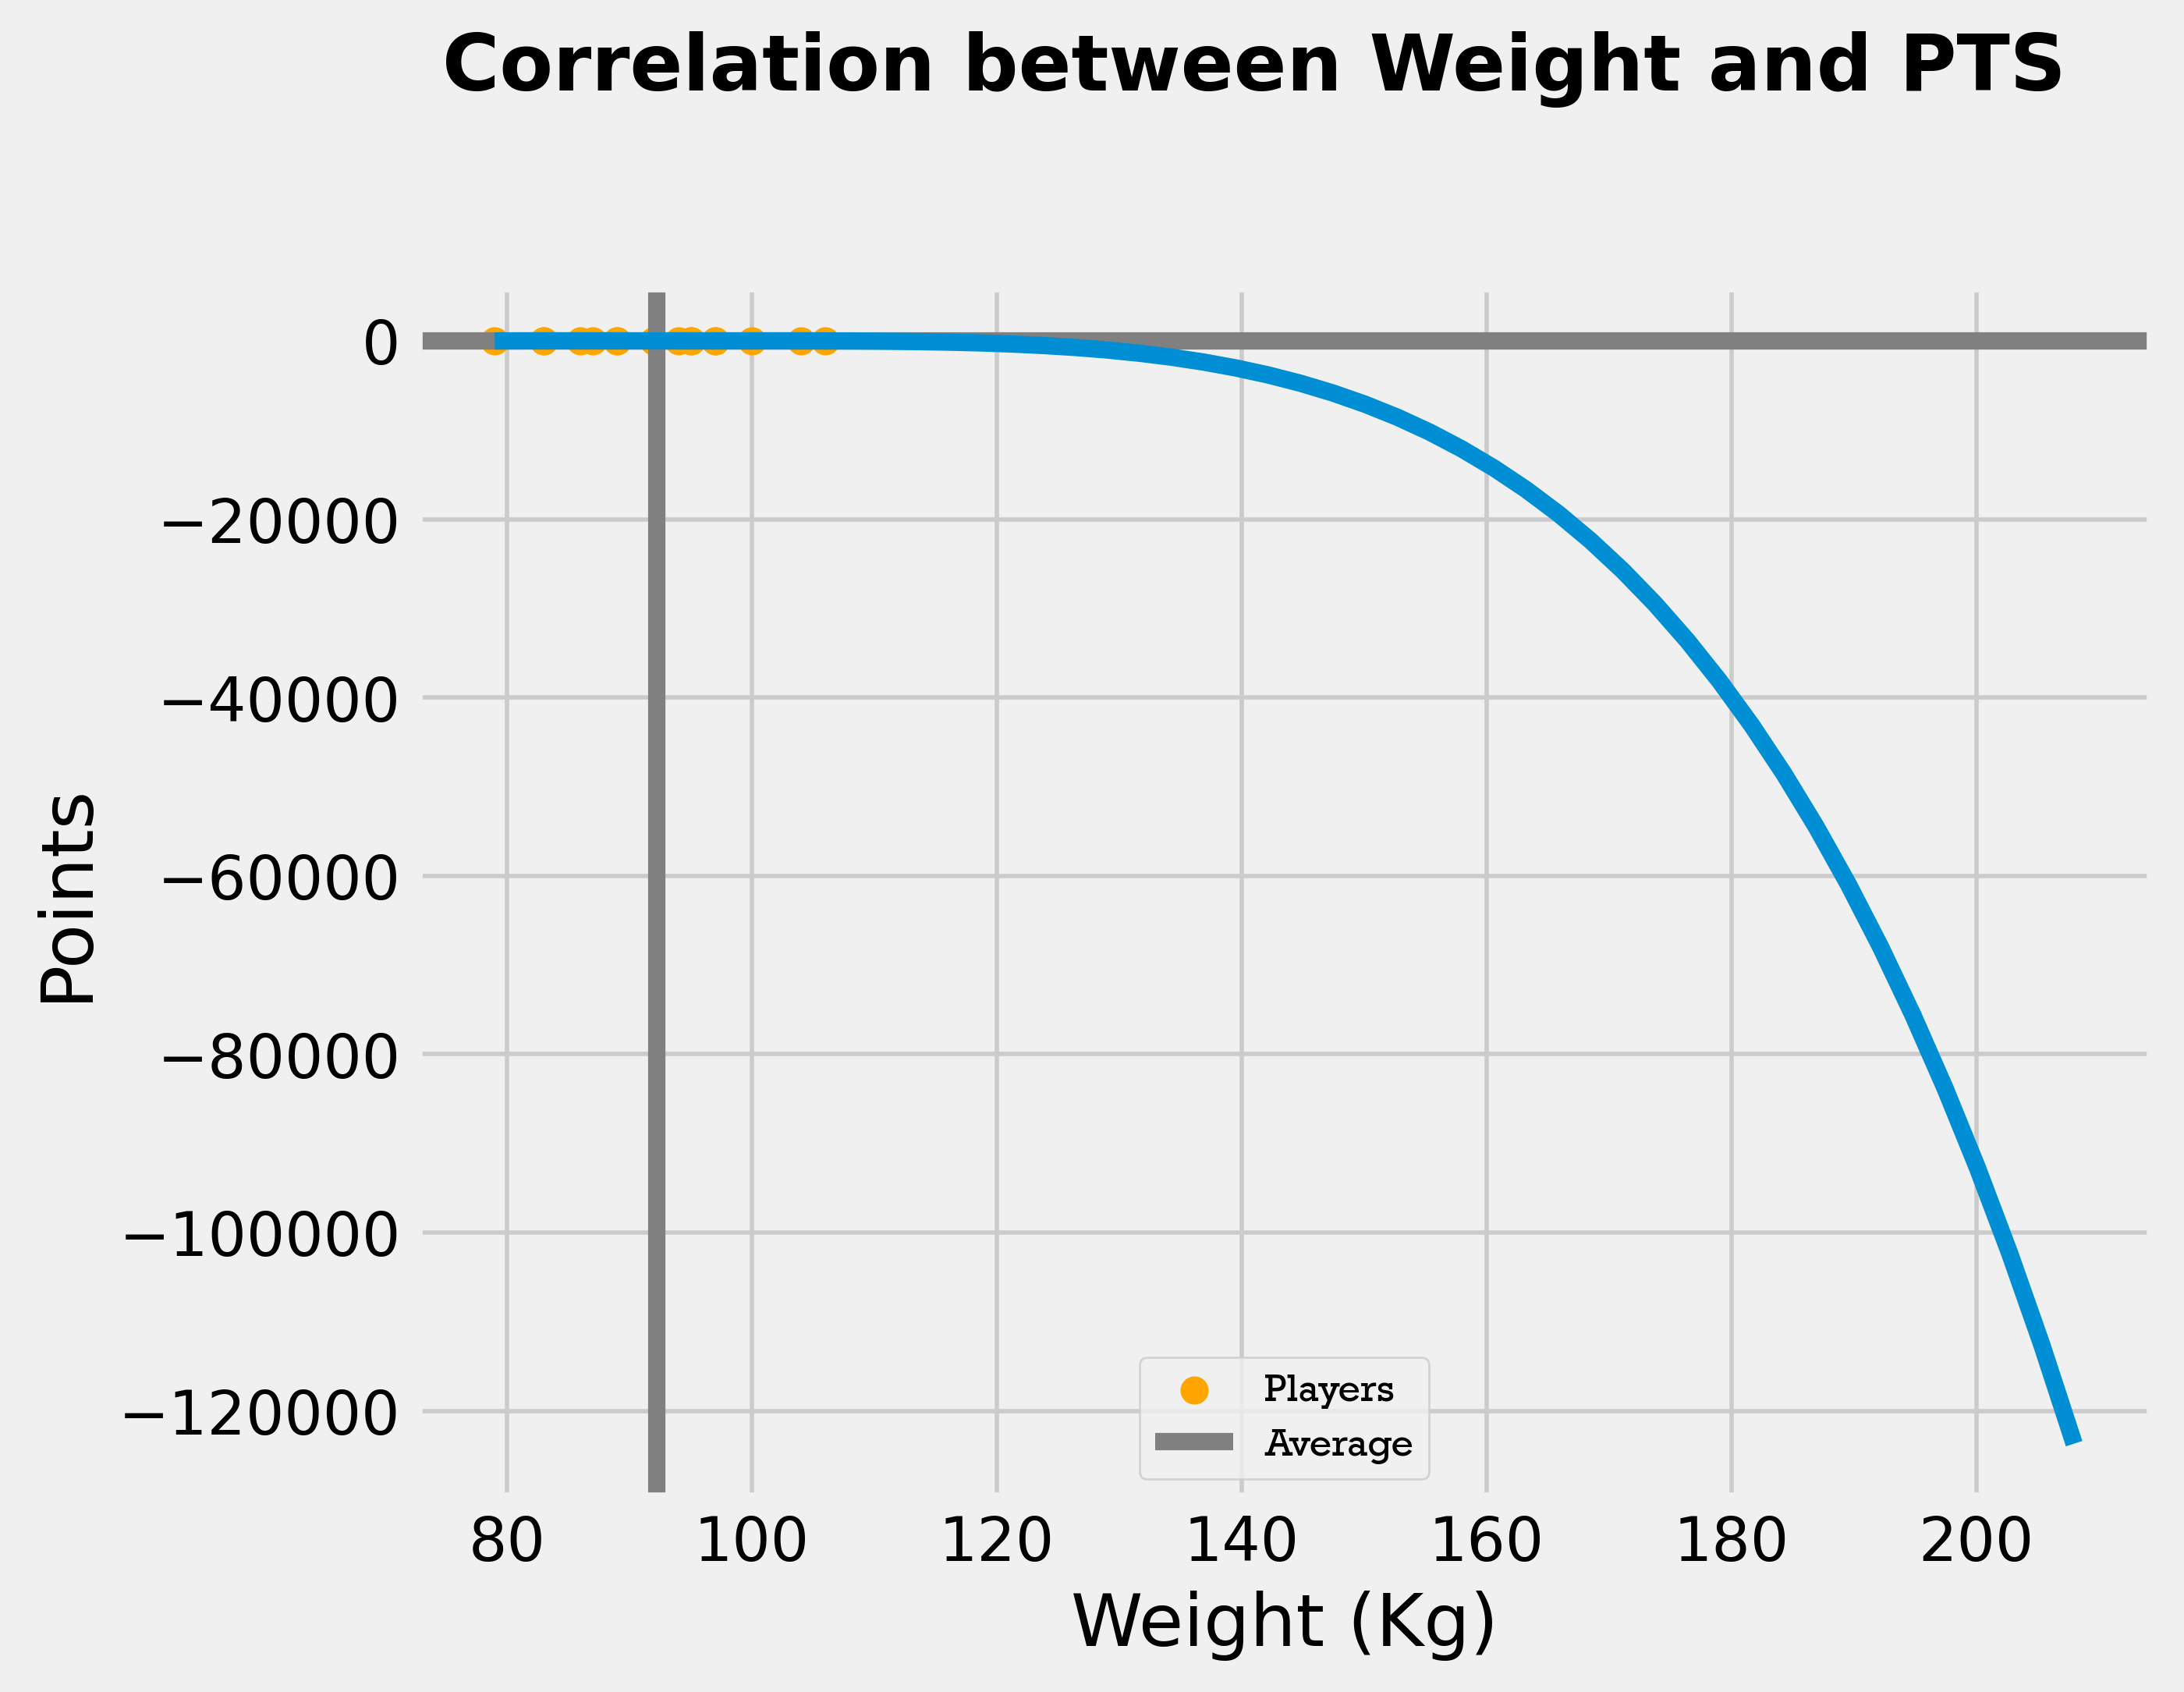 Correlation between Weight and PTS
0
−20000
−40000
−60000
−80000
−100000
−120000
Points
Players
Average
80 100 120 140 160 180 200
Weight (Kg)